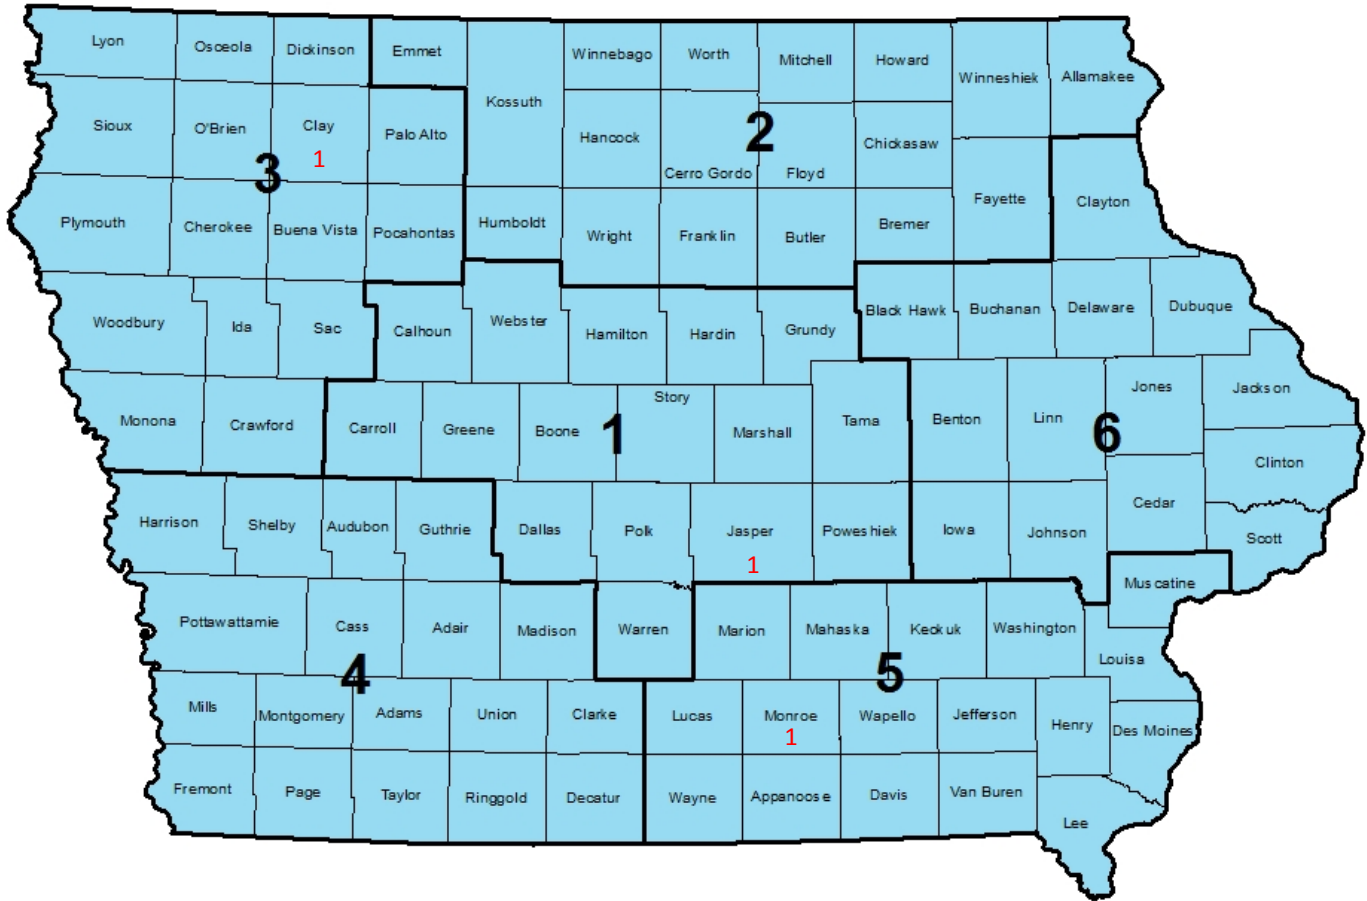 Lyon Osceola Dickinson Emmet Winnebago Worth Mitchell Howard Winneshiek Allamakee
Kossuth
Sioux O'Brien Clay Palo Alto Hancock 2 Chickasaw
3 1 Cerro Gordo Floyd
Plymouth Cherokee Buena Vista Pocahontas Humboldt Wright Franklin Butler Bremer Fayette Clayton
Woodbury Ida Sac Calhoun Webster Hamilton Hardin Grundy Black Hawk Buchanan Delaware Dubuque
Monona Crawford Carroll Greene Boone 1 Story Marshall Tama Benton Linn 6 Jones Jackson
Clinton
Harrison Shelby Audubon Guthrie Dallas Polk Jasper Poweshiek Iowa Johnson Cedar Scott
1
Muscatine
Pottawattamie Cass Adair Madison Warren Marion Mahaska Keokuk Washington
4 5 Louisa
Mills Montgomery Adams Union Clarke Lucas Monroe Wapello Jefferson Henry Des Moines
1
Fremont Page Taylor Ringgold Decatur Wayne Appanoose Davis Van Buren
Lee